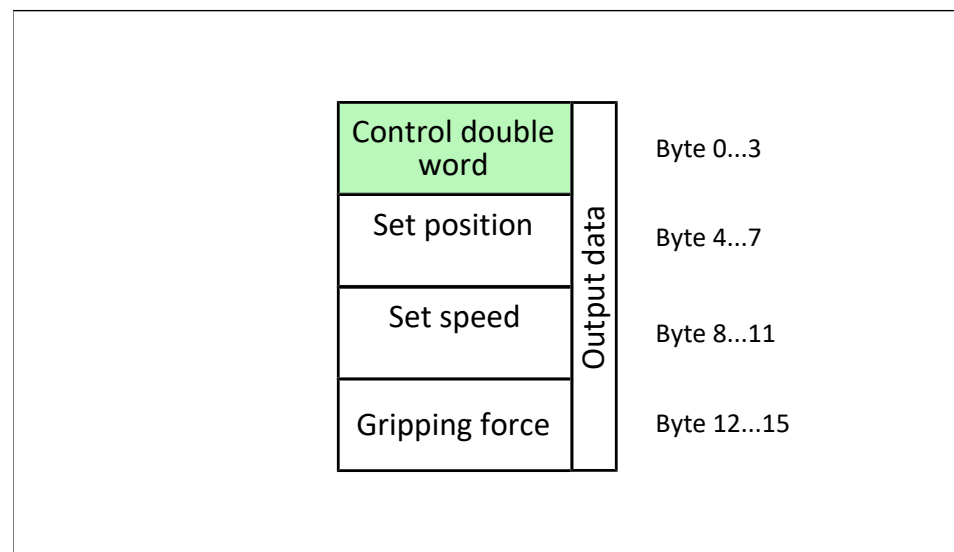 Control double
word
Byte 0...3
Set position
Byte 4...7
Set speed
Byte 8...11
Gripping force
Byte 12...15
Output data